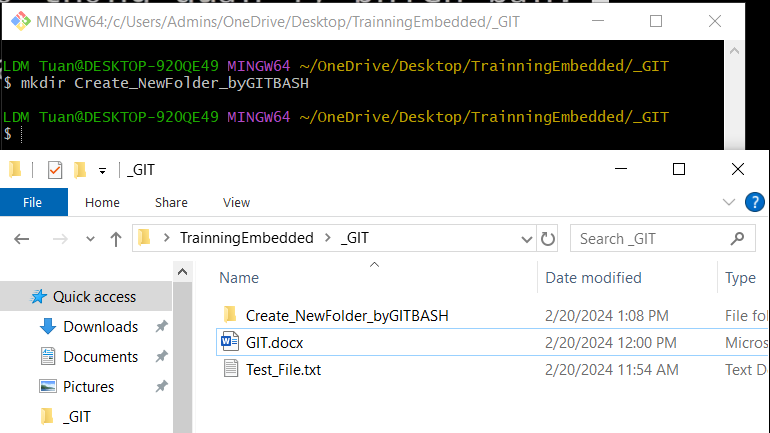 MINGW64:/c/Users/Admins/OneDrive/Desktop/TrainningEmbedded/_GIT
LDM Tuan@DESKTOP-92OQE49 MINGW64 ~/OneDrive/Desktop/TrainningEmbedded/_GIT
$ mkdir Create_NewFolder_byGITBASH
LDM Tuan@DESKTOP-92OQE49 MINGW64 ~/OneDrive/Desktop/TrainningEmbedded/_GIT
$
_GIT
File Home Share View
TrainningEmbedded > _GIT Search _GIT
Name Date modified Type
Quick access
Create_NewFolder_byGITBASH 2/20/2024 1:08 PM File fol
Downloads
GIT.docx 2/20/2024 12:00 PM Micros
Documents
Test_File.txt 2/20/2024 11:54 AM Text D
Pictures
_GIT